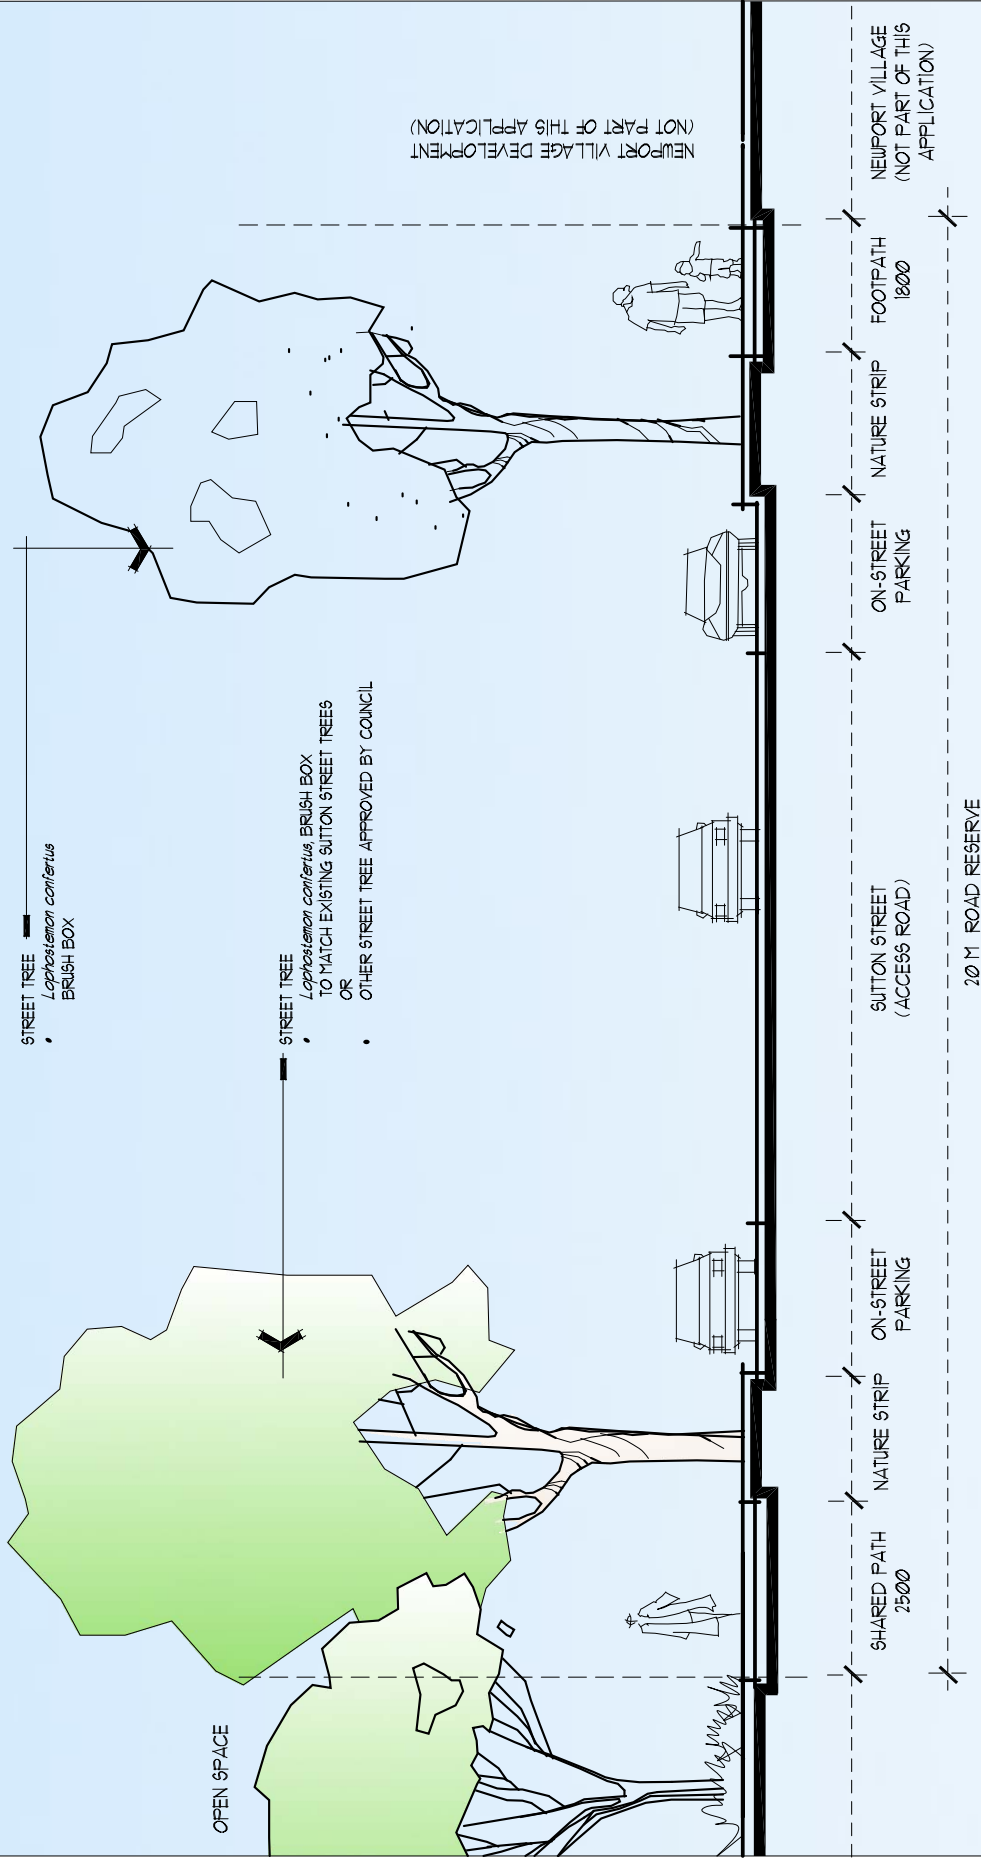 STREET TREE
• Lophostemon confertus
BRUSH BOX
STREET TREE
• Lophostemon confertus, BRUSH BOX
TO MATCH EXISTING SUTTON STREET TREES
OR
• OTHER STREET TREE APPROVED BY COUNCIL
OPEN SPACE
NEWPORT VILLAGE DEVELOPMENT
(NOT PART OF THIS APPLICATION)
SHARED PATH
2500
NATURE STRIP
ON-STREET
PARKING
SUTTON STREET
(ACCESS ROAD)
ON-STREET
PARKING
NATURE STRIP
FOOTPATH
1800
NEWPORT VILLAGE
(NOT PART OF THIS
APPLICATION)
20 M ROAD RESERVE